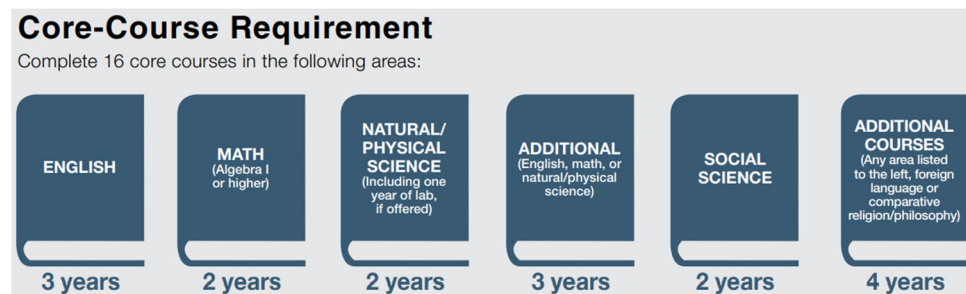 Core-Course Requirement
Complete 16 core courses in the following areas:
ENGLISH
3 years
MATH
(Algebra I
or higher)
2 years
NATURAL/
PHYSICAL
SCIENCE
(Including one
year of lab,
if offered)
2 years
ADDITIONAL
(English, math, or
natural/physical
science)
3 years
SOCIAL
SCIENCE
2 years
ADDITIONAL
COURSES
(Any area listed
to the left, foreign
language or
comparative
religion/philosophy)
4 years